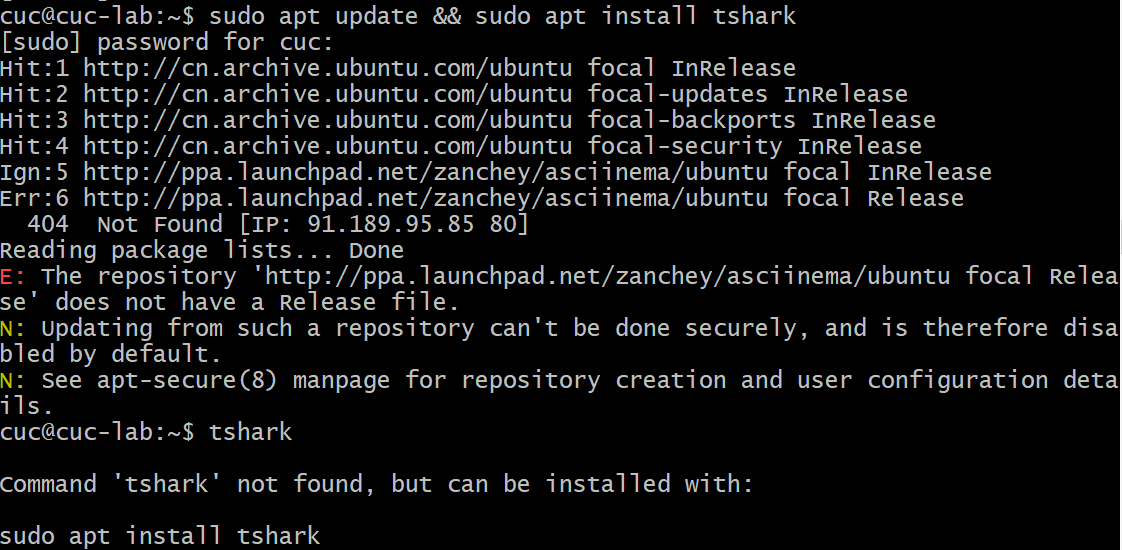 cuc@cuc-lab:~$ sudo apt update && sudo apt install tshark
[sudo] password for cuc:
Hit:1 http://cn.archive.ubuntu.com/ubuntu focal InRelease
Hit:2 http://cn.archive.ubuntu.com/ubuntu focal-updates InRelease
Hit:3 http://cn.archive.ubuntu.com/ubuntu focal-backports InRelease
Hit:4 http://cn.archive.ubuntu.com/ubuntu focal-security InRelease
Ign:5 http://ppa.launchpad.net/zanchey/asciinema/ubuntu focal InRelease
Err:6 http://ppa.launchpad.net/zanchey/asciinema/ubuntu focal Release
  404  Not Found [IP: 91.189.95.85 80]
Reading package lists... Done
E: The repository 'http://ppa.launchpad.net/zanchey/asciinema/ubuntu focal Relea
se' does not have a Release file.
N: Updating from such a repository can't be done securely, and is therefore disa
bled by default.
N: See apt-secure(8) manpage for repository creation and user configuration deta
ils.
cuc@cuc-lab:~$ tshark
Command 'tshark' not found, but can be installed with:
sudo apt install tshark